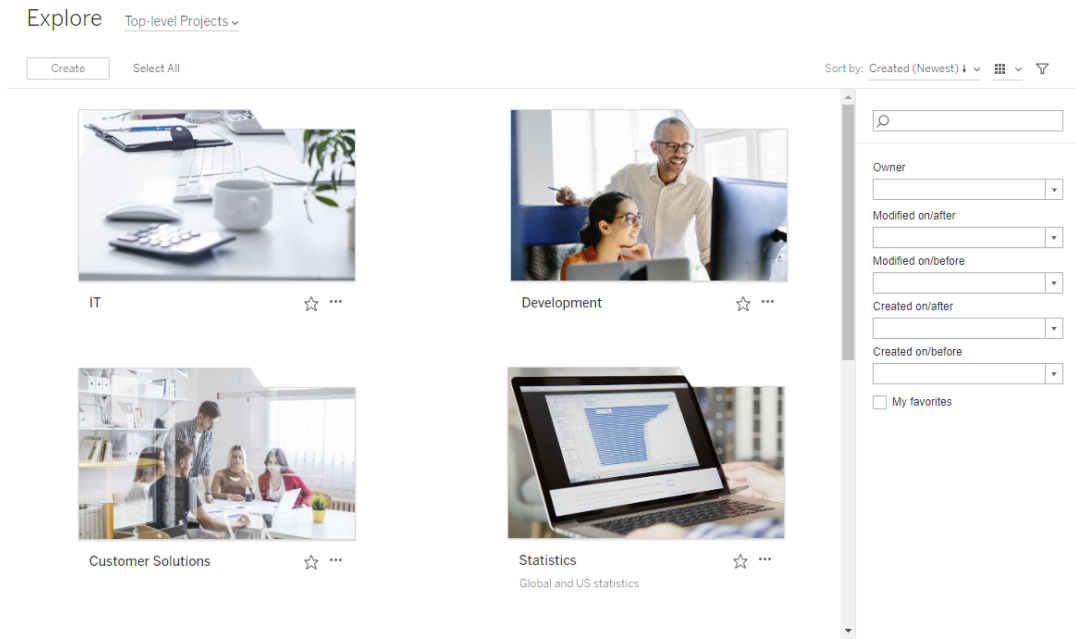 Explore
Top-level Projects
Create
Select All
Sort by: Created (Newest)
IT
Development
Customer Solutions
Statistics
Global and US statistics
Owner
Modified on/after
Modified on/before
Created on/after
Created on/before
My favorites